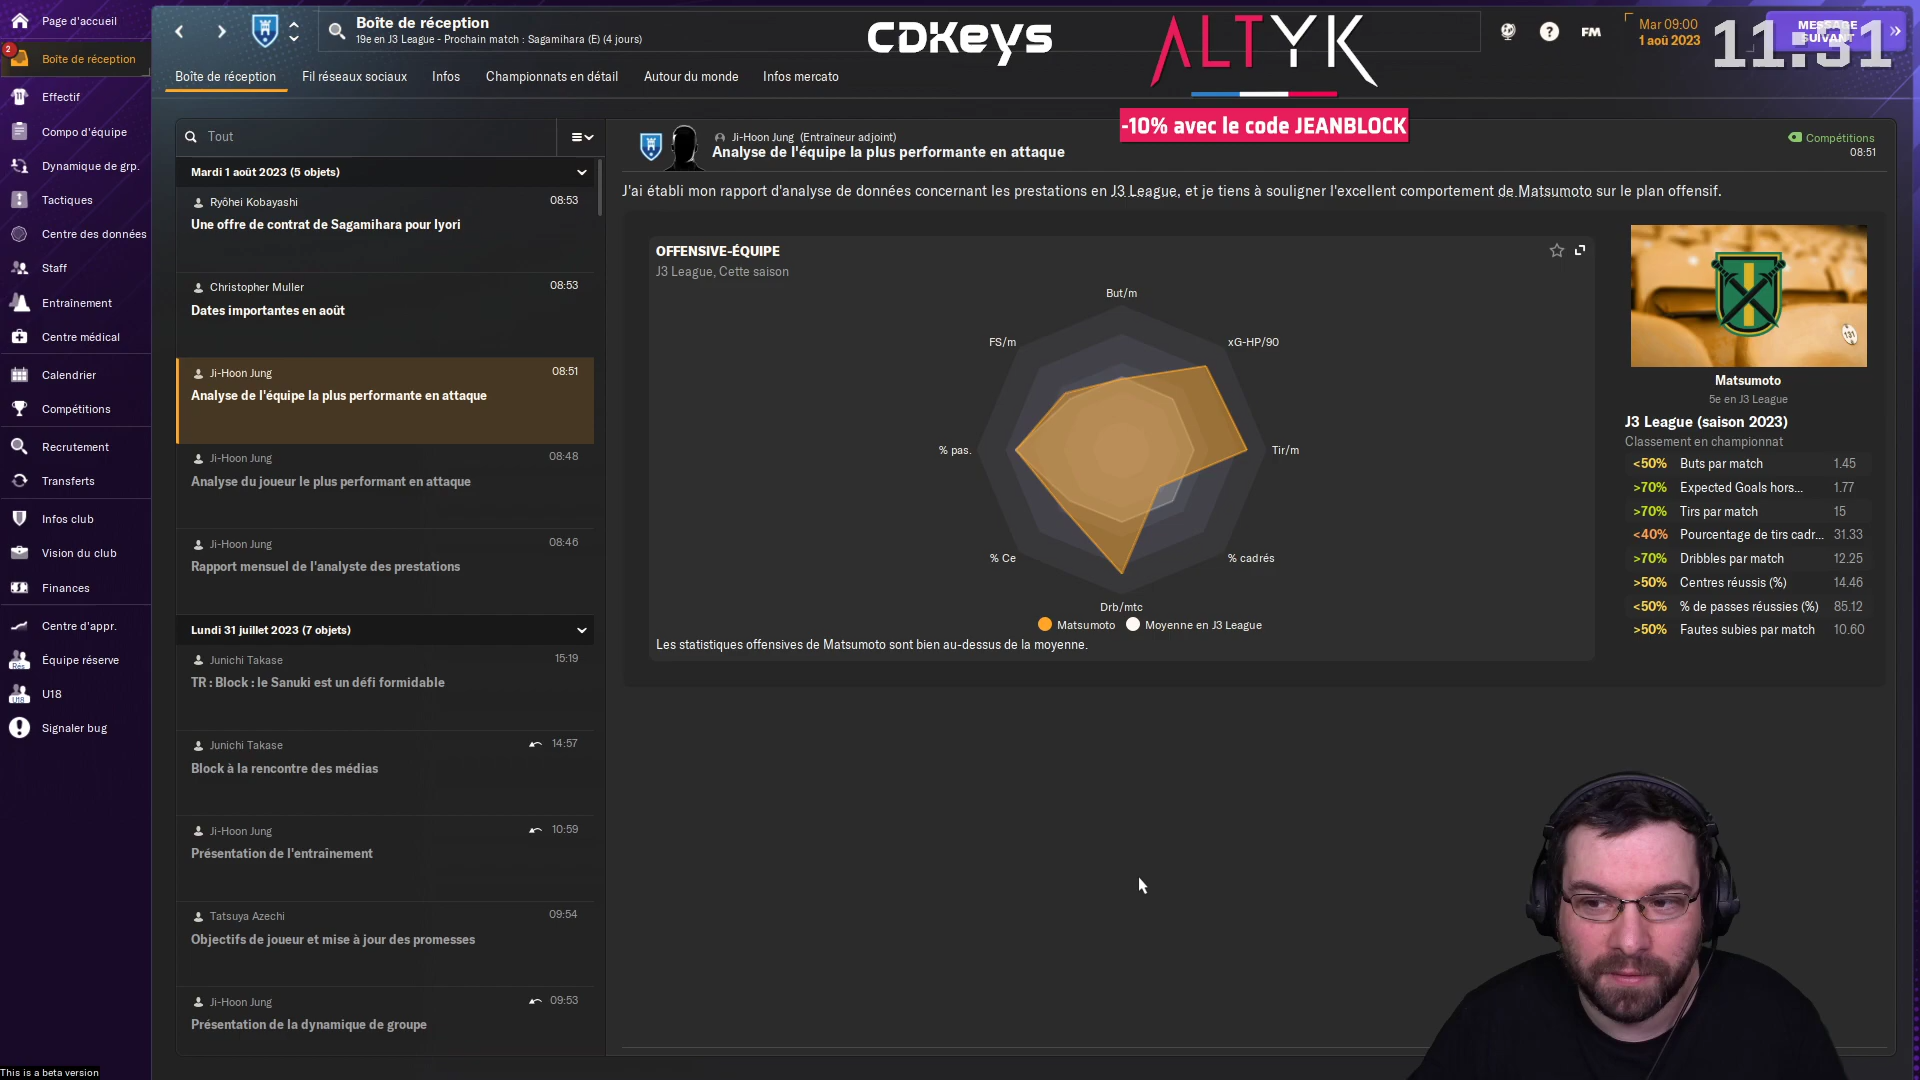 Page d'accueil
2
Boîte de réception
Effectif
Compo d'équipe
Dynamique de grp.
Tactiques
Centre des données
Staff
Entraînement
Centre médical
Calendrier
Compétitions
Recrutement
Transferts
Infos club
Vision du club
Finances
Centre d'appr.
Équipe réserve
U18
Signaler bug
This is a beta version
Boîte de réception
19e en J3 League - Prochain match : Sagamihara (E) (4 jours)
CDKeys
ALTYK
-10% avec le code JEANBLOCK
FM
Mar 09:00
1 aoû 2023
MESSAGE
SUIVANT
11:31
Boîte de réception
Fil réseaux sociaux
Infos
Championnats en détail
Autour du monde
Infos mercato
Tout
Mardi 1 août 2023 (5 objets)
Ryôhei Kobayashi 08:53
Une offre de contrat de Sagamihara pour Iyori
Christopher Muller 08:53
Dates importantes en août
Ji-Hoon Jung 08:51
Analyse de l'équipe la plus performante en attaque
Ji-Hoon Jung 08:48
Analyse du joueur le plus performant en attaque
Ji-Hoon Jung 08:46
Rapport mensuel de l'analyste des prestations
Lundi 31 juillet 2023 (7 objets)
Junichi Takase 15:19
TR : Block : le Sanuki est un défi formidable
Junichi Takase 14:57
Block à la rencontre des médias
Ji-Hoon Jung 10:59
Présentation de l'entraînement
Tatsuya Azechi 09:54
Objectifs de joueur et mise à jour des promesses
Ji-Hoon Jung 09:53
Présentation de la dynamique de groupe
Ji-Hoon Jung (Entraîneur adjoint)
Analyse de l'équipe la plus performante en attaque
Compétitions
08:51
J'ai établi mon rapport d'analyse de données concernant les prestations en J3 League, et je tiens à souligner l'excellent comportement de Matsumoto sur le plan offensif.
OFFENSIVE-ÉQUIPE
J3 League, Cette saison
But/m
FS/m
xG-HP/90
% pas.
Tir/m
% Ce
% cadrés
Drb/mtc
Matsumoto
Moyenne en J3 League
Les statistiques offensives de Matsumoto sont bien au-dessus de la moyenne.
Matsumoto
5e en J3 League
J3 League (saison 2023)
Classement en championnat
<50% Buts par match 1.45
>70% Expected Goals hors... 1.77
>70% Tirs par match 15
<40% Pourcentage de tirs cadr... 31.33
>70% Dribbles par match 12.25
>50% Centres réussis (%) 14.46
<50% % de passes réussies (%) 85.12
>50% Fautes subies par match 10.60